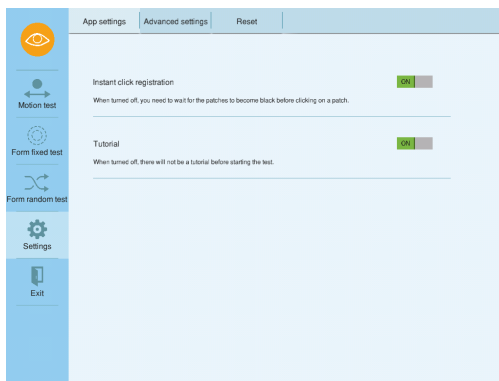 App settings
Advanced settings
Reset
Motion test
Form fixed test
Form random test
Settings
Exit
Instant click registration
ON
When turned off, you need to wait for the patches to become black before clicking on a patch.
Tutorial
ON
When turned off, there will not be a tutorial before starting the test.